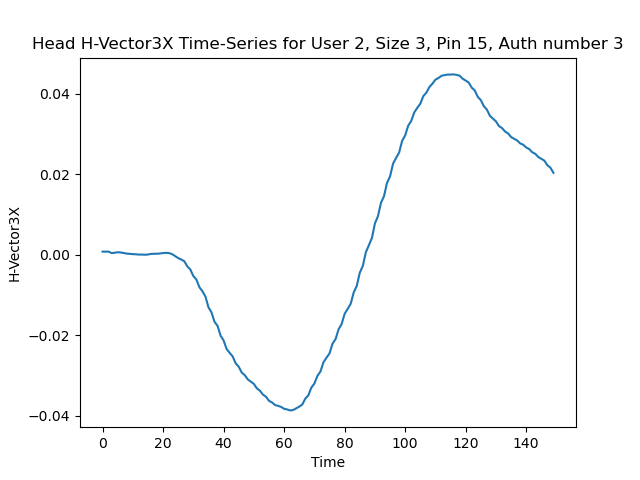 Head H-Vector3X Time-Series for User 2, Size 3, Pin 15, Auth number 3
H-Vector3X
0.04
0.02
0.00
−0.02
−0.04
0 20 40 60 80 100 120 140
Time